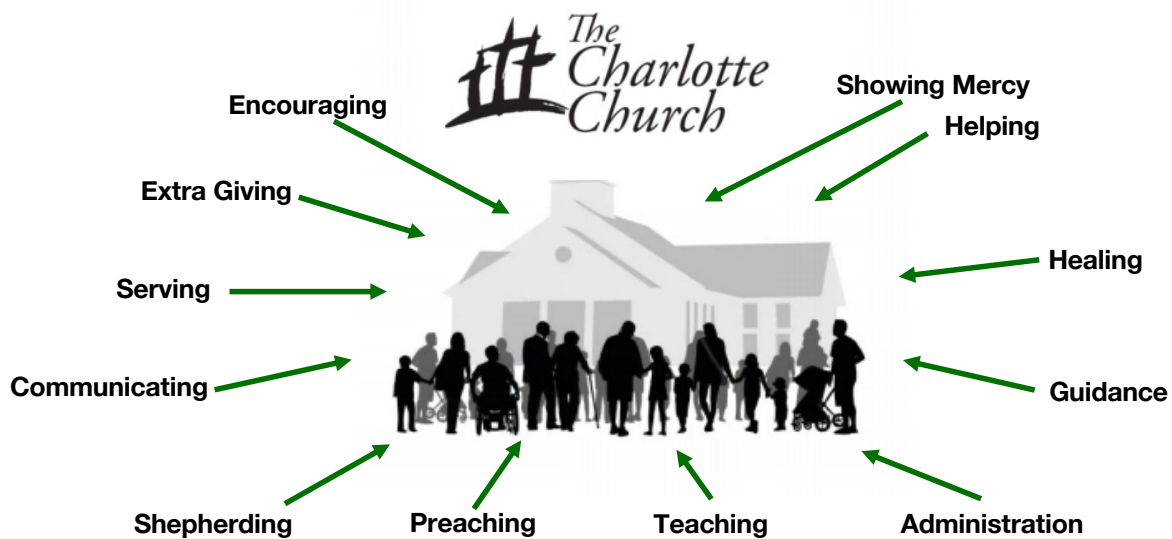 The
Charlotte
Church
Encouraging
Showing Mercy
Helping
Extra Giving
Serving
Healing
Communicating
Guidance
Shepherding
Preaching
Teaching
Administration